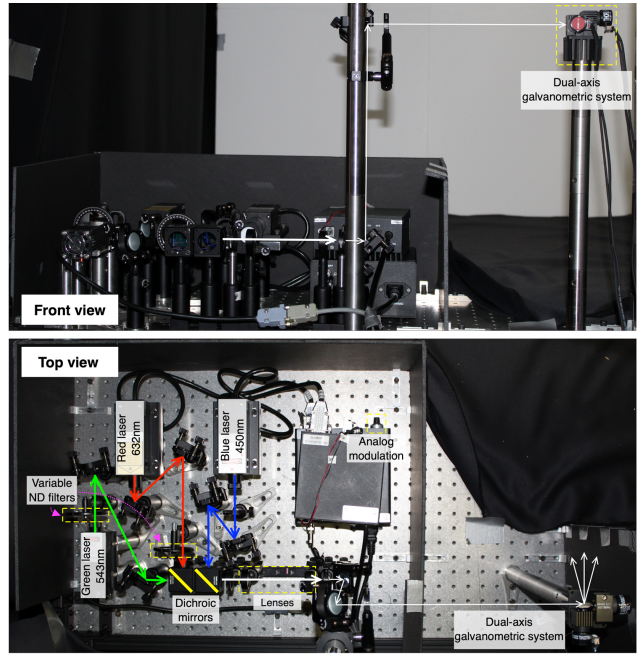 Dual-axis
galvanometric system
Front view
Top view
Red laser
632nm
Blue laser
450nm
Analog
modulation
Variable
ND filters
Green laser
543nm
Dichroic
mirrors
Lenses
Dual-axis
galvanometric system